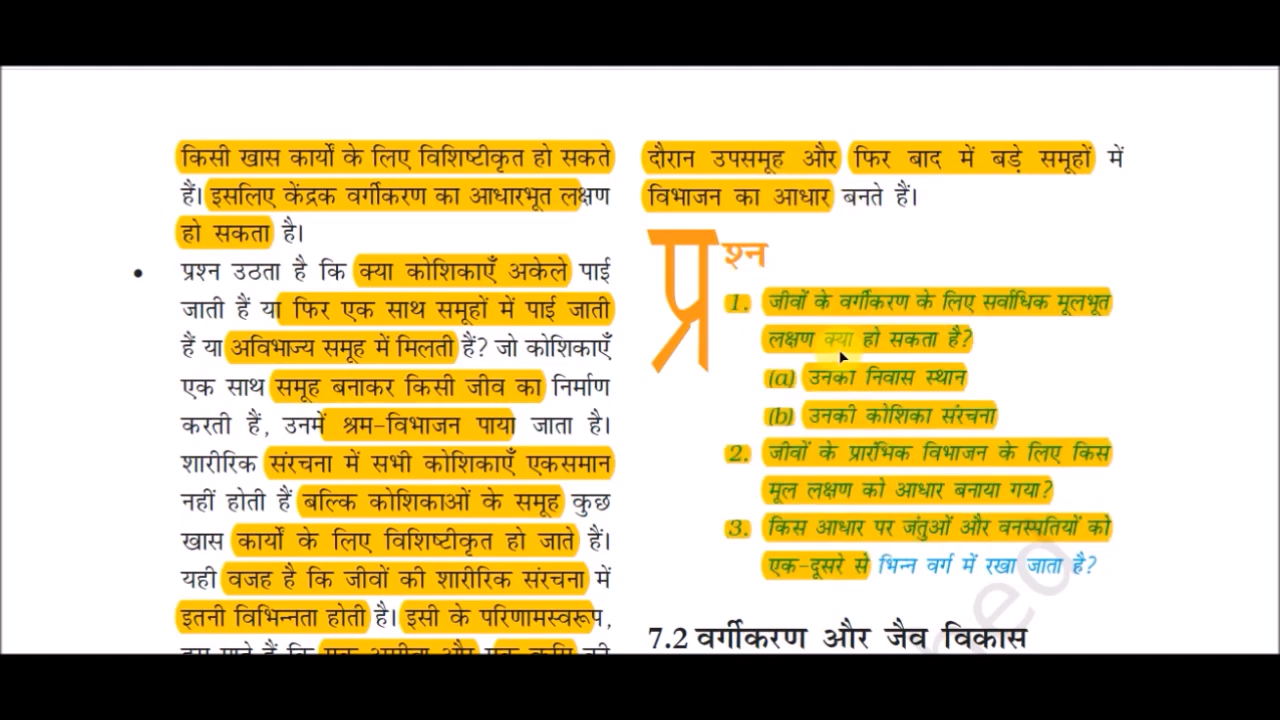 किसी खास कार्यों के लिए विशिष्टीकृत हो सकते
हैं। इसलिए केंद्रक वर्गीकरण का आधारभूत लक्षण
हो सकता है।
• प्रश्न उठता है कि क्या कोशिकाएँ अकेले पाई
जाती हैं या फिर एक साथ समूहों में पाई जाती
हैं या अविभाज्य समूह में मिलती हैं? जो कोशिकाएँ
एक साथ समूह बनाकर किसी जीव का निर्माण
करती हैं, उनमें श्रम-विभाजन पाया जाता है।
शारीरिक संरचना में सभी कोशिकाएँ एकसमान
नहीं होती हैं बल्कि कोशिकाओं के समूह कुछ
खास कार्यों के लिए विशिष्टीकृत हो जाते हैं।
यही वजह है कि जीवों की शारीरिक संरचना में
इतनी विभिन्नता होती है। इसी के परिणामस्वरूप,
दौरान उपसमूह और फिर बाद में बड़े समूहों में
विभाजन का आधार बनते हैं।
प्रश्न
1. जीवों के वर्गीकरण के लिए सर्वाधिक मूलभूत
लक्षण क्या हो सकता है?
(a) उनका निवास स्थान
(b) उनकी कोशिका संरचना
2. जीवों के प्रारंभिक विभाजन के लिए किस
मूल लक्षण को आधार बनाया गया?
3. किस आधार पर जंतुओं और वनस्पतियों को
एक-दूसरे से भिन्न वर्ग में रखा जाता है?
7.2 वर्गीकरण और जैव विकास